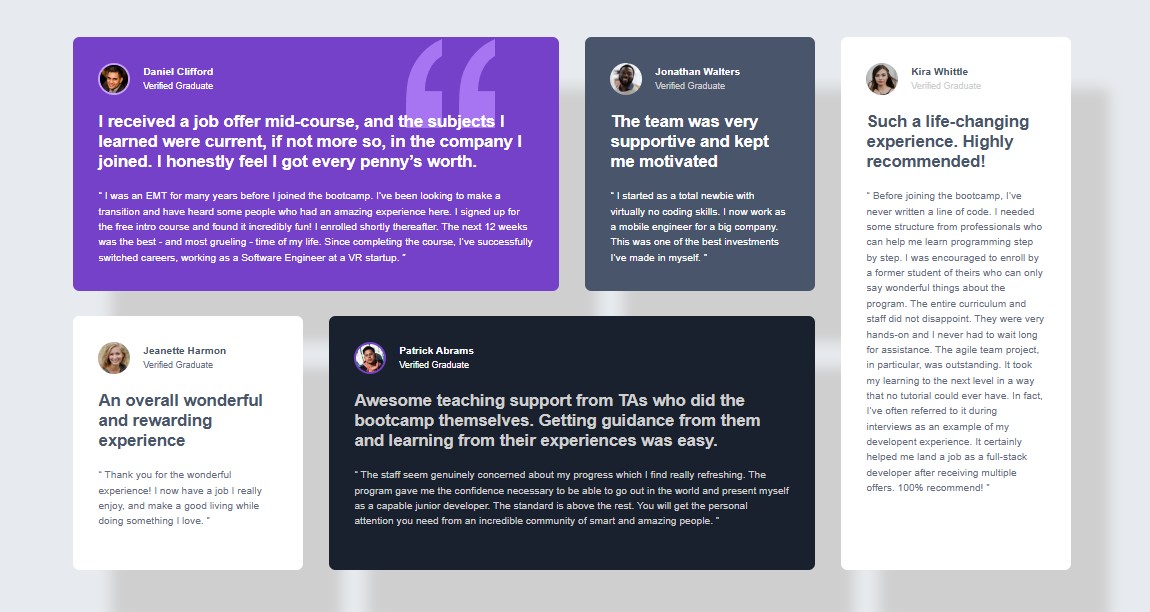 Daniel Clifford
Verified Graduate
I received a job offer mid-course, and the subjects I
learned were current, if not more so, in the company I
joined. I honestly feel I got every penny’s worth.
“ I was an EMT for many years before I joined the bootcamp. I’ve been looking to make a
transition and have heard some people who had an amazing experience here. I signed up for
the free intro course and found it incredibly fun! I enrolled shortly thereafter. The next 12 weeks
was the best - and most grueling - time of my life. Since completing the course, I’ve successfully
switched careers, working as a Software Engineer at a VR startup. ”
Jonathan Walters
Verified Graduate
The team was very
supportive and kept
me motivated
“ I started as a total newbie with
virtually no coding skills. I now work as
a mobile engineer for a big company.
This was one of the best investments
I’ve made in myself. ”
Kira Whittle
Verified Graduate
Such a life-changing
experience. Highly
recommended!
“ Before joining the bootcamp, I’ve
never written a line of code. I needed
some structure from professionals who
can help me learn programming step
by step. I was encouraged to enroll by
a former student of theirs who can only
say wonderful things about the
program. The entire curriculum and
staff did not disappoint. They were very
hands-on and I never had to wait long
for assistance. The agile team project,
in particular, was outstanding. It took
my learning to the next level in a way
that no tutorial could ever have. In fact,
I’ve often referred to it during
interviews as an example of my
developent experience. It certainly
helped me land a job as a full-stack
developer after receiving multiple
offers. 100% recommend! ”
Jeanette Harmon
Verified Graduate
An overall wonderful
and rewarding
experience
“ Thank you for the wonderful
experience! I now have a job I really
enjoy, and make a good living while
doing something I love. ”
Patrick Abrams
Verified Graduate
Awesome teaching support from TAs who did the
bootcamp themselves. Getting guidance from them
and learning from their experiences was easy.
“ The staff seem genuinely concerned about my progress which I find really refreshing. The
program gave me the confidence necessary to be able to go out in the world and present myself
as a capable junior developer. The standard is above the rest. You will get the personal
attention you need from an incredible community of smart and amazing people. ”